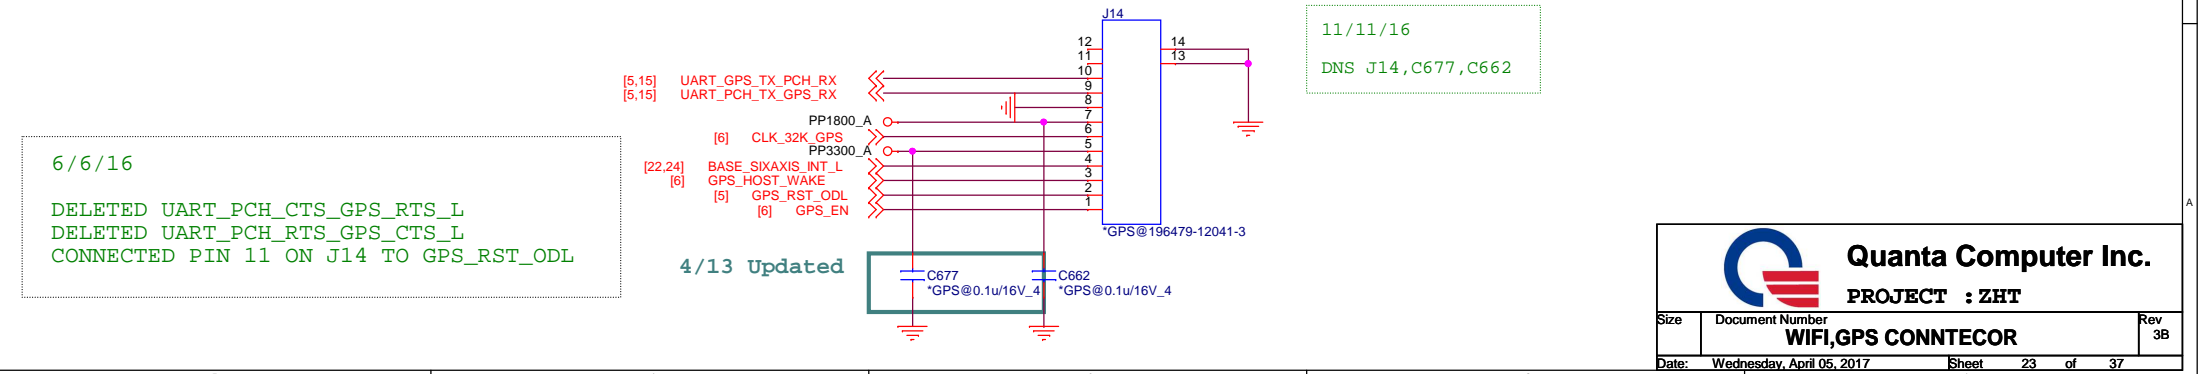 6/6/16
DELETED UART_PCH_CTS_GPS_RTS_L
DELETED UART_PCH_RTS_GPS_CTS_L
CONNECTED PIN 11 ON J14 TO GPS_RST_ODL
J14
12
11
[5,15] UART_GPS_TX_PCH_RX 10
[5,15] UART_PCH_TX_GPS_RX 9
8
PP1800_A 7
[6] CLK_32K_GPS 6
PP3300_A 5
[22,24] BASE_SIXAXIS_INT_L 4
[6] GPS_HOST_WAKE 3
[5] GPS_RST_ODL 2
[6] GPS_EN 1
14
13
*GPS@196479-12041-3
4/13 Updated
C677
*GPS@0.1u/16V_4
C662
*GPS@0.1u/16V_4
11/11/16
DNS J14,C677,C662
A
Quanta Computer Inc.
PROJECT : ZHT
Size Document Number Rev
WIFI,GPS CONNTECOR 3B
Date: Wednesday, April 05, 2017 Sheet 23 of 37